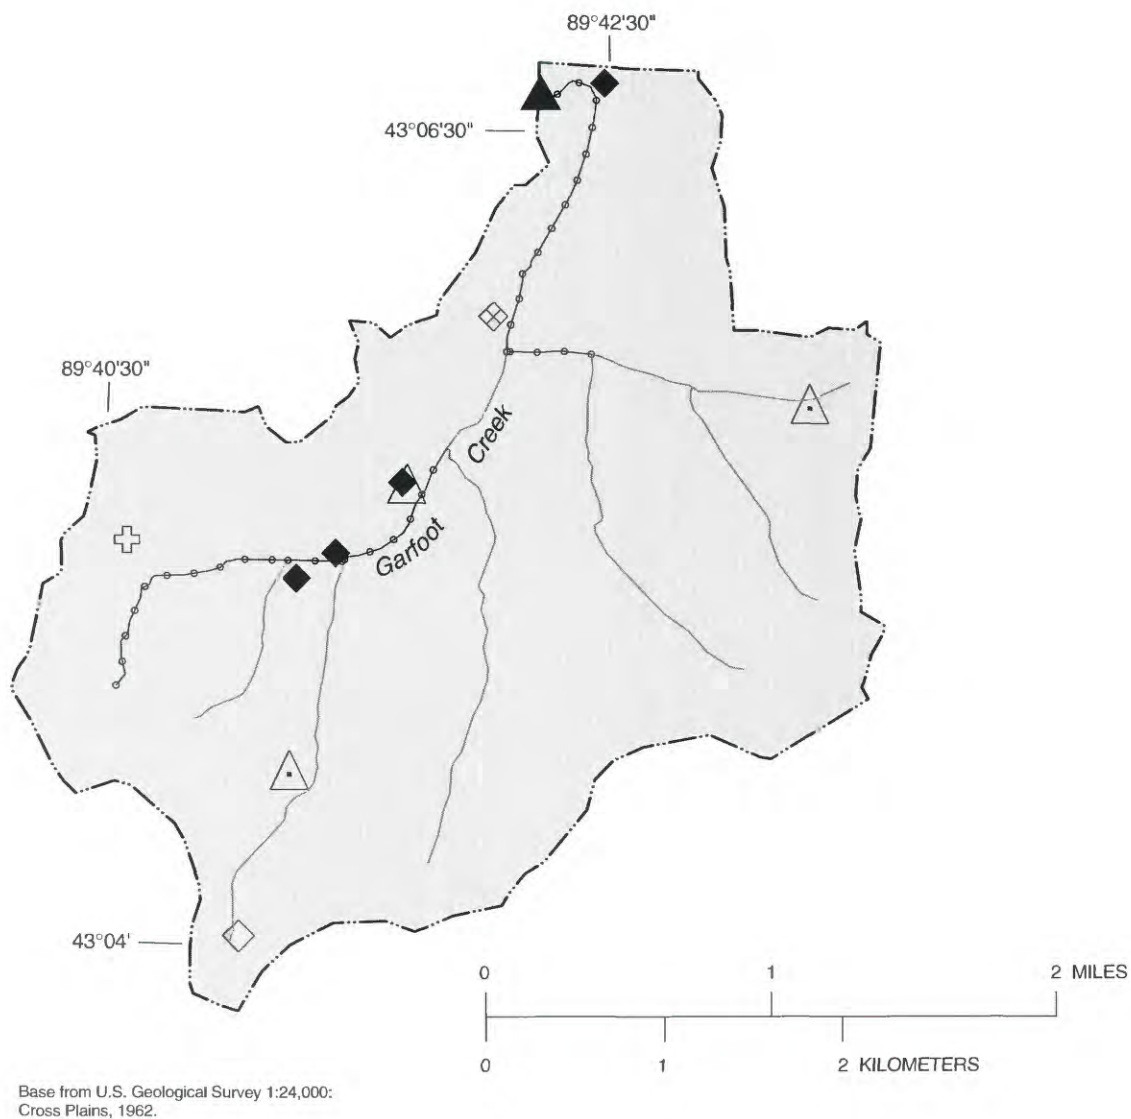 89°42'30"
43°06'30"
89°40'30"
Creek
Garfoot
43°04'
0 1 2 MILES
0 1 2 KILOMETERS
Base from U.S. Geological Survey 1:24,000:
Cross Plains, 1962.